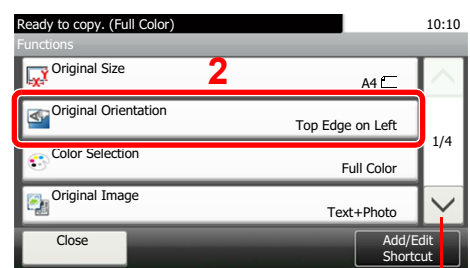 Ready to copy. (Full Color) 10:10
Functions
Original Size
2
A4
Original Orientation
Top Edge on Left
1/4
Color Selection
Full Color
Original Image
Text+Photo
Close
Add/Edit
Shortcut